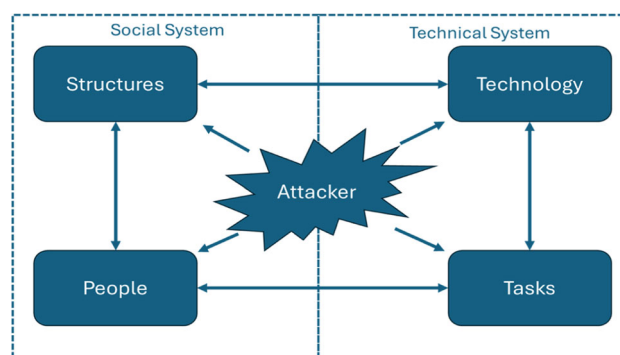 Social System
Technical System
Structures
Technology
Attacker
People
Tasks